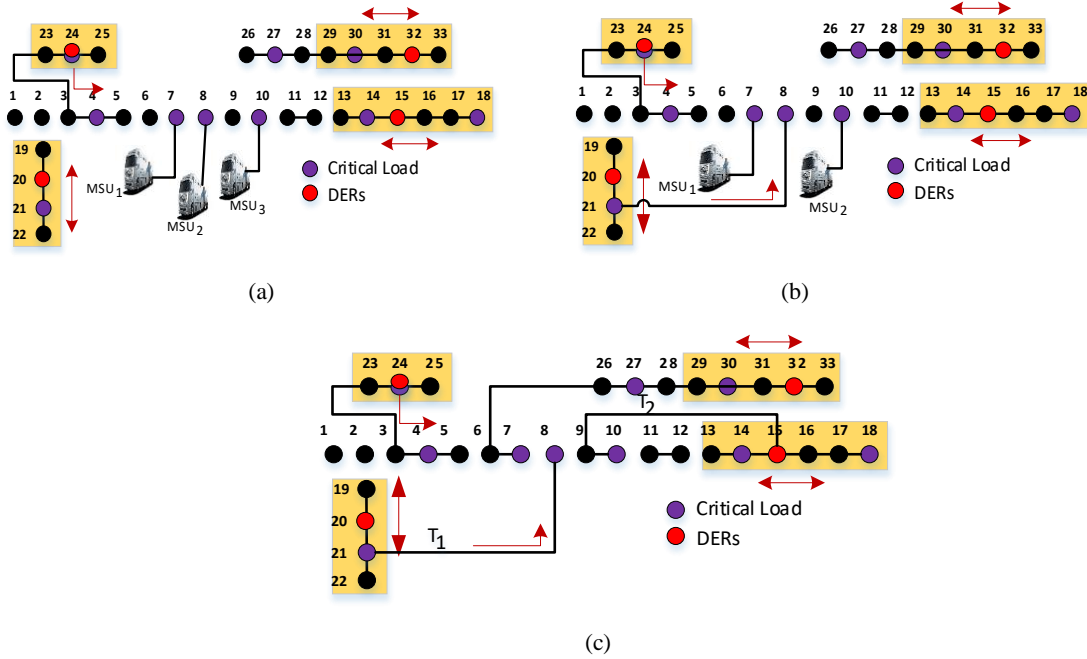 23 24 25
26 27 28 29 30 31 32 33
1 2 3 4 5 6 7 8 9 10 11 12 13 14 15 16 17 18
19
20
21
22
MSU1
MSU2
MSU3
Critical Load
DERs
(a)
23 24 25
26 27 28 29 30 31 32 33
1 2 3 4 5 6 7 8 9 10 11 12 13 14 15 16 17 18
19
20
21
22
MSU1
MSU2
Critical Load
DERs
(b)
23 24 25
26 27 28 29 30 31 32 33
T2
1 2 3 4 5 6 7 8 9 10 11 12 13 14 15 16 17 18
19
20
21
22
T1
Critical Load
DERs
(c)